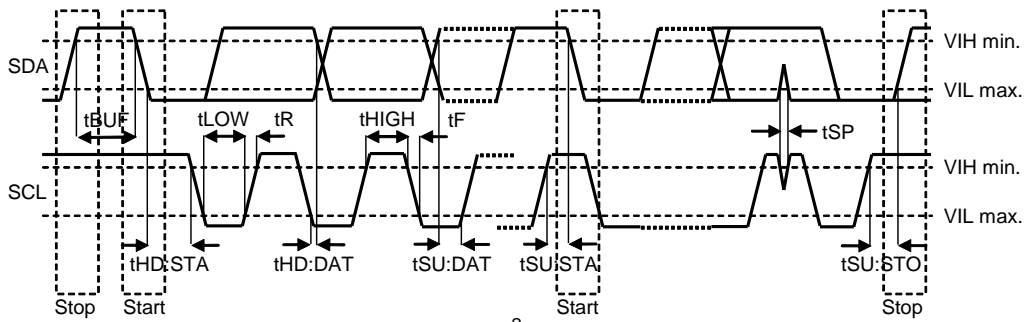 VIH min.
SDA
VIL max.
tBUF tLOW tR tHIGH tF tSP
VIH min.
SCL
VIL max.
tHD:STA tHD:DAT tSU:DAT tSU:STA tSU:STO
Stop Start Start Stop